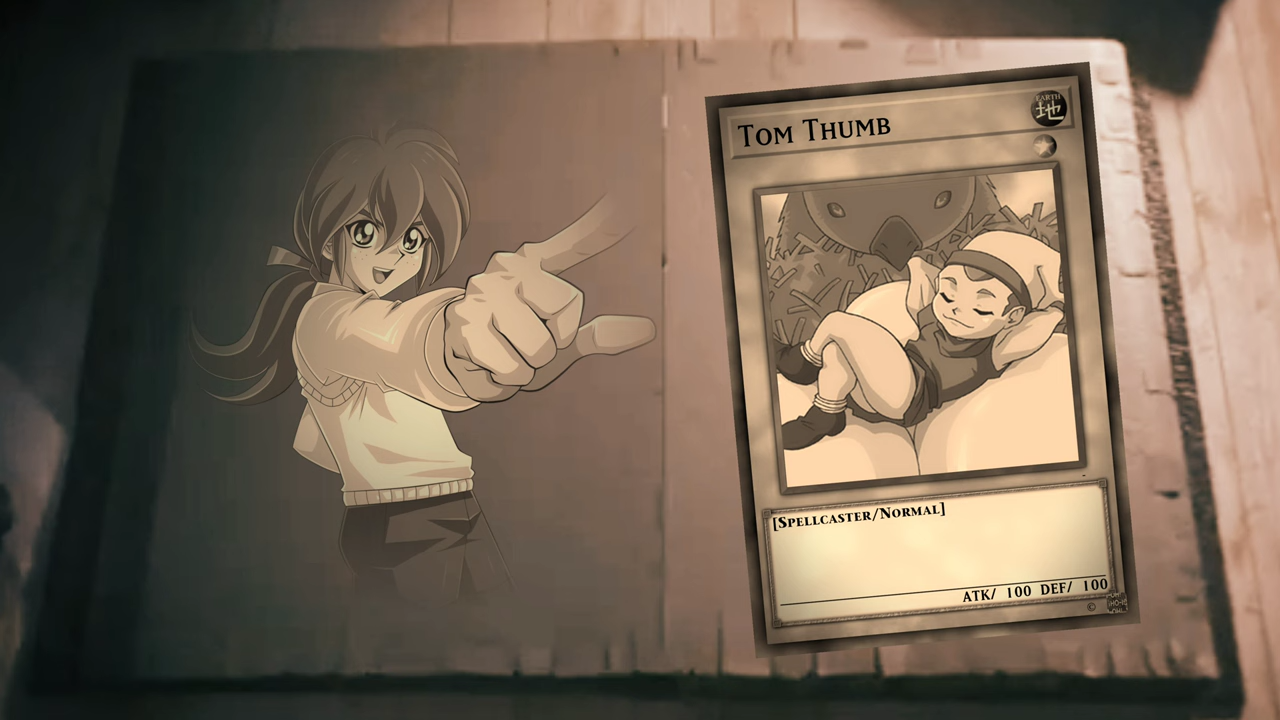 Tom Thumb
EARTH
地
[Spellcaster/Normal]
ATK/ 100 DEF/ 100
©